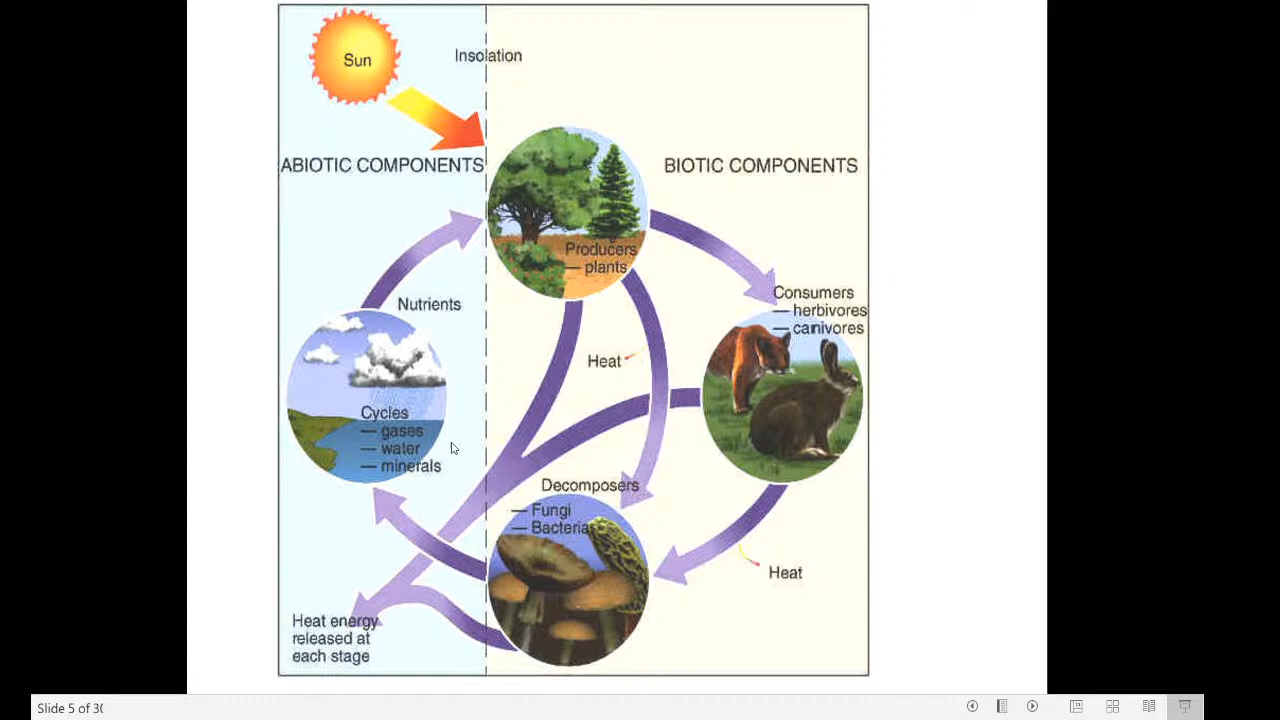 Sun
Insolation
ABIOTIC COMPONENTS
BIOTIC COMPONENTS
Producers
— plants
Consumers
— herbivores
— carnivores
Nutrients
Heat
Cycles
— gases
— water
— minerals
Decomposers
— Fungi
— Bacteria
Heat
Heat energy
released at
each stage
Slide 5 of 30